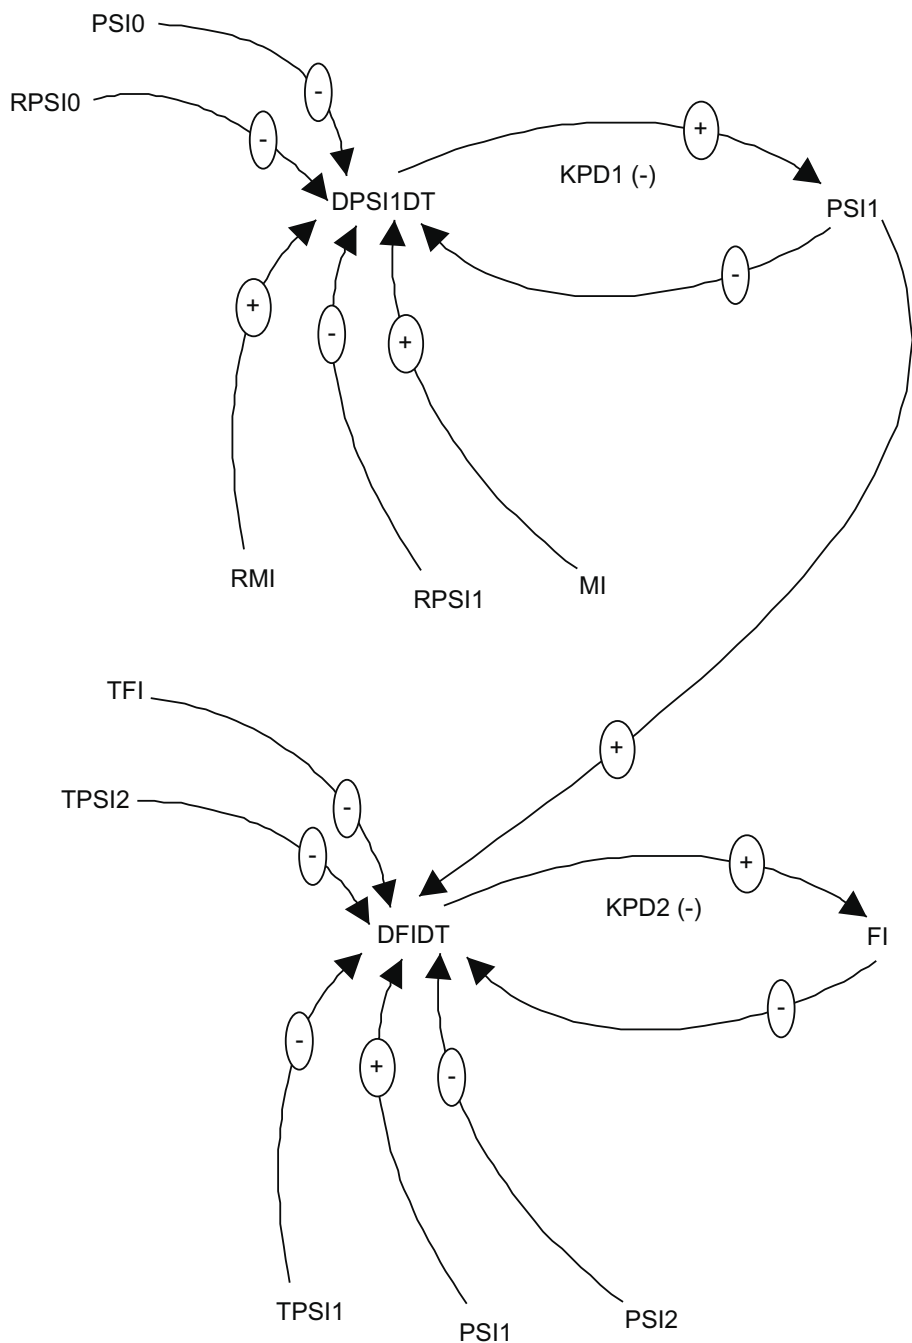 PSI0
-
RPSI0
-
+
KPD1 (-)
DPSI1DT
PSI1
-
+
-
+
RMI
RPSI1
MI
TFI
+
TPSI2
-
-
+
KPD2 (-)
DFIDT
FI
-
-
+
-
TPSI1
PSI1
PSI2